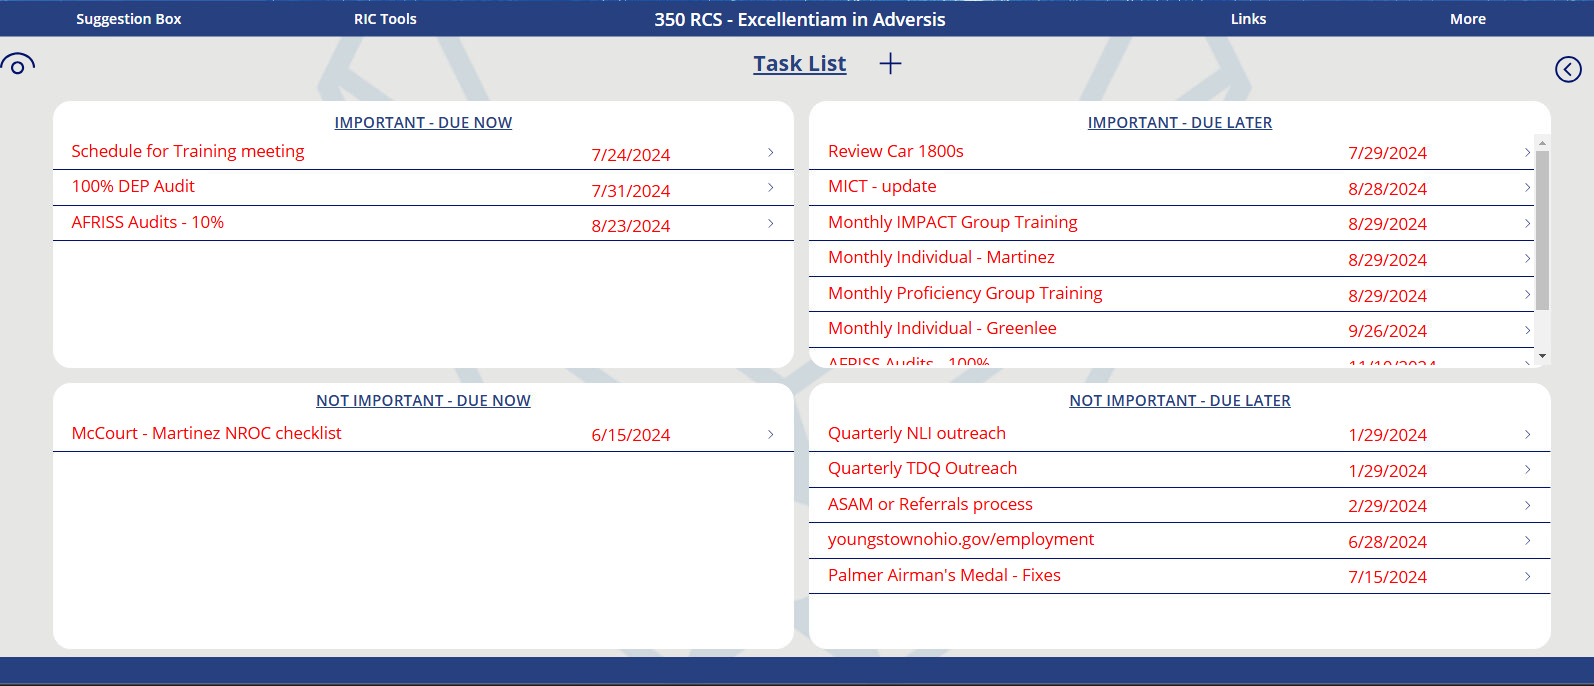 Suggestion Box RIC Tools 350 RCS - Excellentiam in Adversis Links More
Task List
IMPORTANT - DUE NOW
Schedule for Training meeting 7/24/2024
100% DEP Audit 7/31/2024
AFRISS Audits - 10% 8/23/2024
IMPORTANT - DUE LATER
Review Car 1800s 7/29/2024
MICT - update 8/28/2024
Monthly IMPACT Group Training 8/29/2024
Monthly Individual - Martinez 8/29/2024
Monthly Proficiency Group Training 8/29/2024
Monthly Individual - Greenlee 9/26/2024
AFRISS Audits - 100%
NOT IMPORTANT - DUE NOW
McCourt - Martinez NROC checklist 6/15/2024
NOT IMPORTANT - DUE LATER
Quarterly NLI outreach 1/29/2024
Quarterly TDQ Outreach 1/29/2024
ASAM or Referrals process 2/29/2024
youngstownohio.gov/employment 6/28/2024
Palmer Airman's Medal - Fixes 7/15/2024